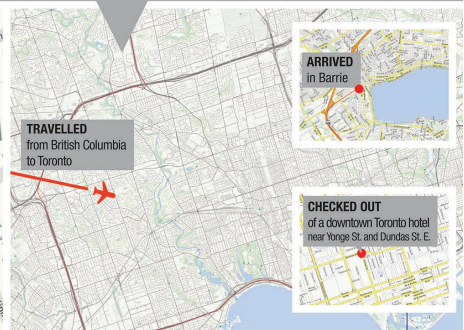 TRAVELLED
from British Columbia
to Toronto
ARRIVED
in Barrie
CHECKED OUT
of a downtown Toronto hotel
near Yonge St. and Dundas St. E.